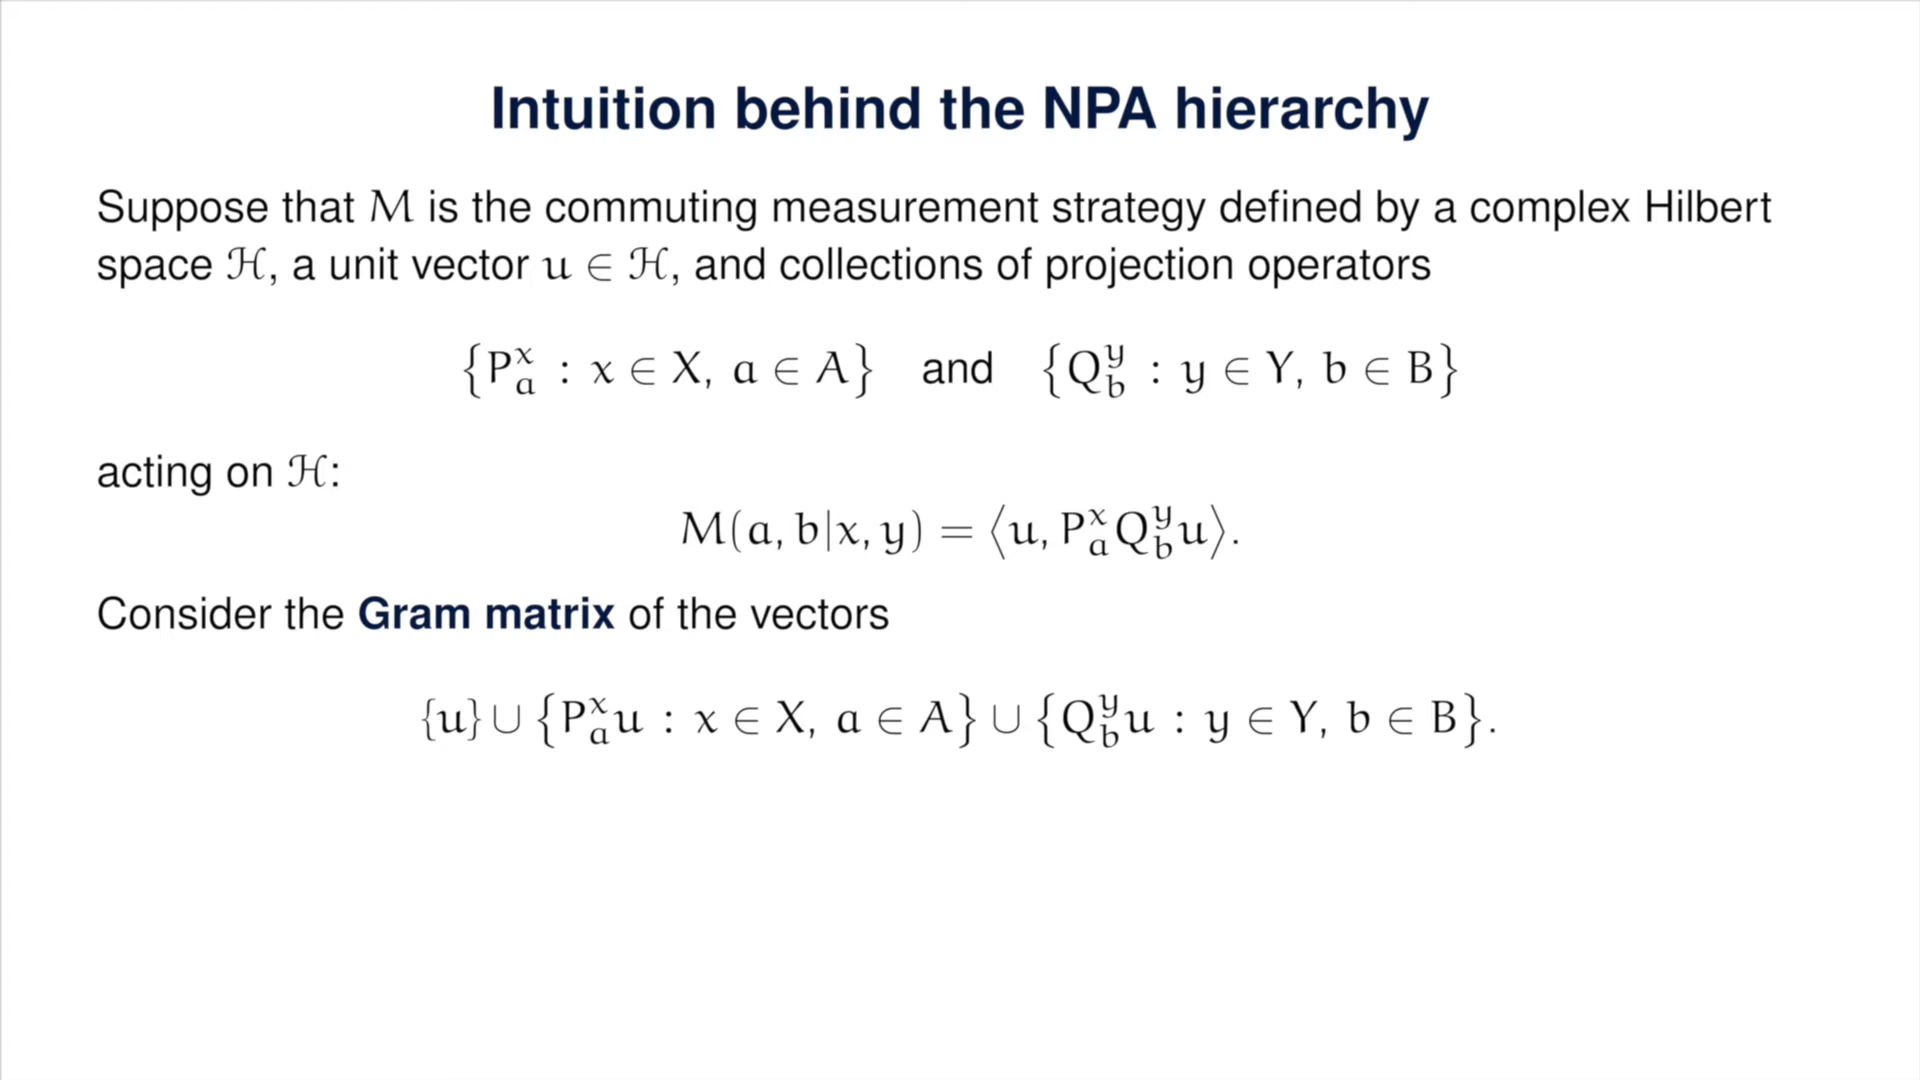 Intuition behind the NPA hierarchy
Suppose that M is the commuting measurement strategy defined by a complex Hilbert
space ℋ, a unit vector u ∈ ℋ, and collections of projection operators
{P^x_a : x ∈ X, a ∈ A} and {Q^y_b : y ∈ Y, b ∈ B}
acting on ℋ:
M(a, b|x, y) = ⟨u, P^x_a Q^y_b u⟩.
Consider the Gram matrix of the vectors
{u} ∪ {P^x_a u : x ∈ X, a ∈ A} ∪ {Q^y_b u : y ∈ Y, b ∈ B}.